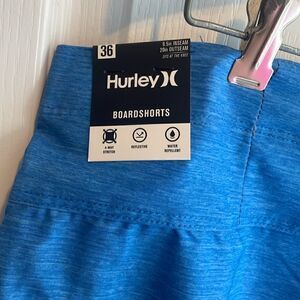 36
9.5in INSEAM
20in OUTSEAM
SITS AT THE KNEE
Hurley
BOARDSHORTS
4-WAY
STRETCH
REFLECTIVE
WATER
REPELLENT